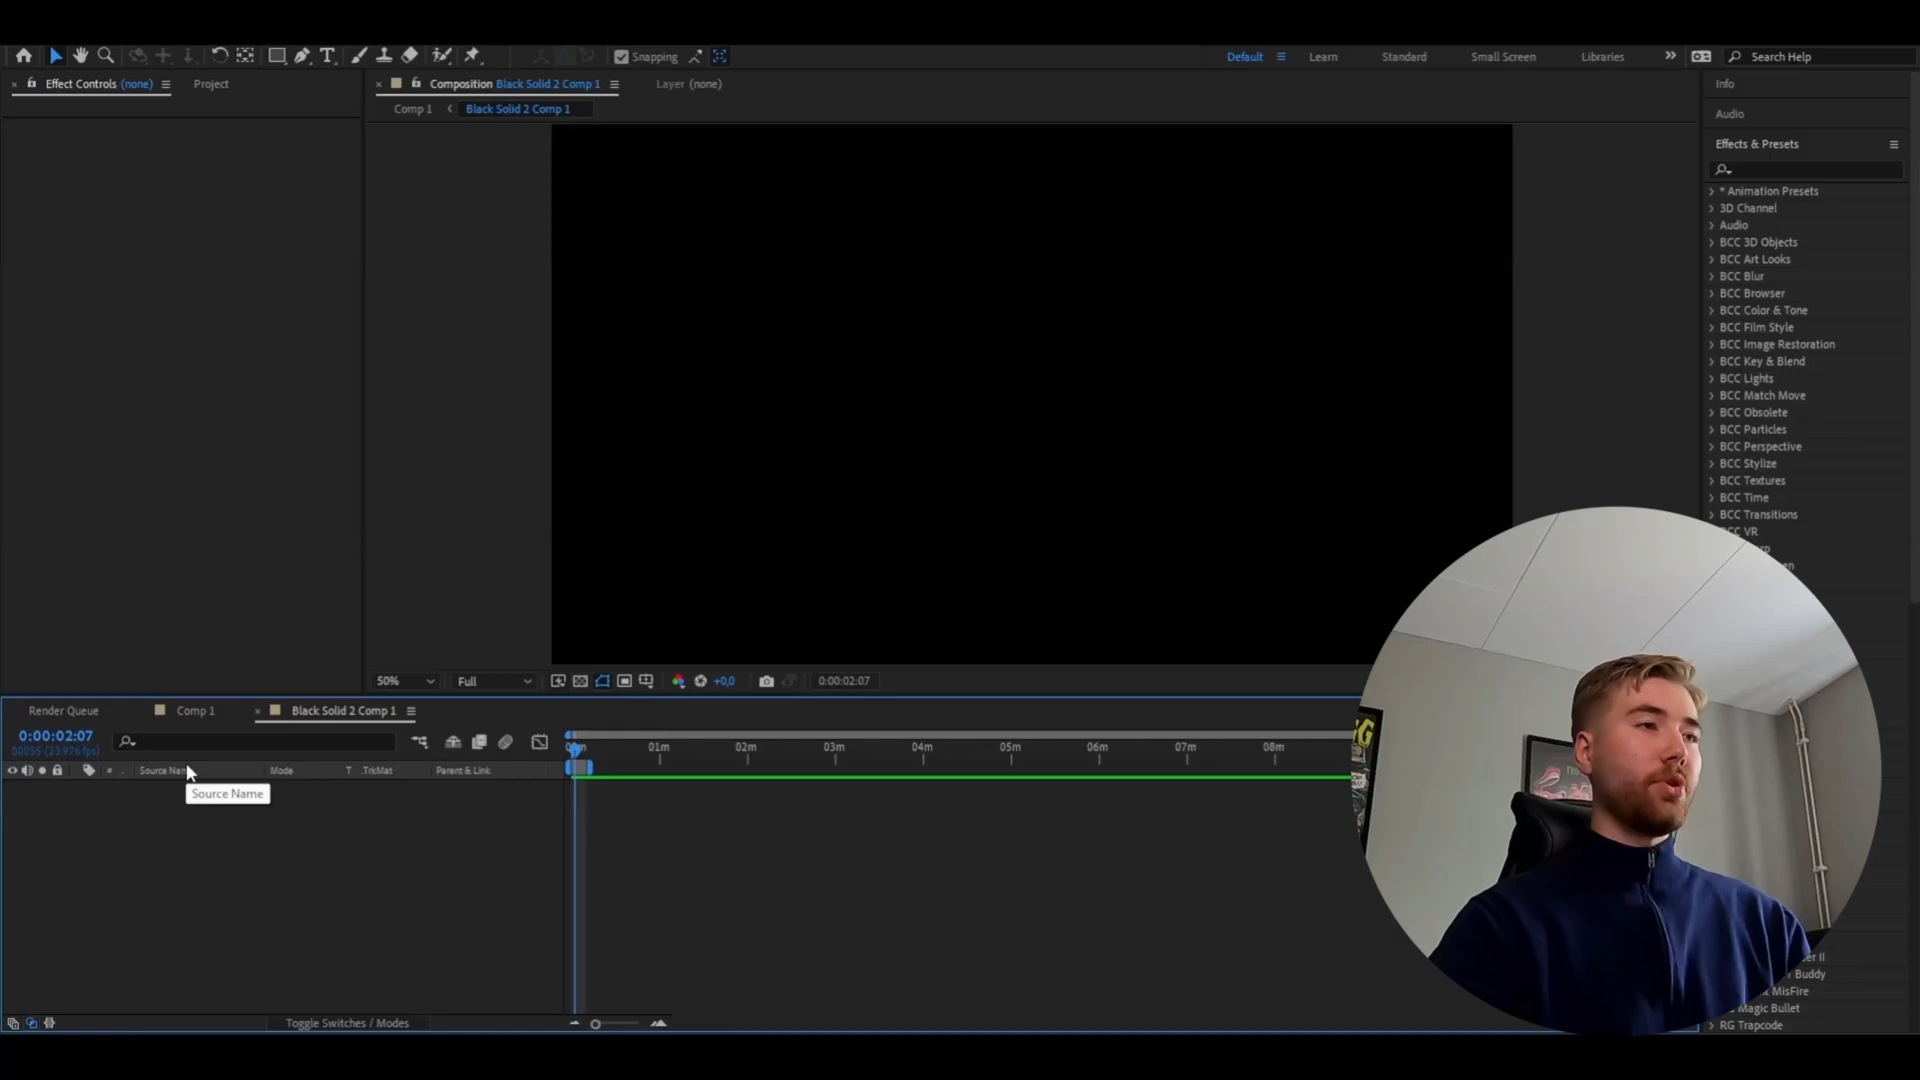 Snapping
Default
Learn
Standard
Small Screen
Libraries
Search Help
Effect Controls (none)
Project
Composition Black Solid 2 Comp 1
Layer (none)
Comp 1
Black Solid 2 Comp 1
Info
Audio
Effects & Presets
* Animation Presets
3D Channel
Audio
BCC 3D Objects
BCC Art Looks
BCC Blur
BCC Browser
BCC Color & Tone
BCC Film Style
BCC Image Restoration
BCC Key & Blend
BCC Lights
BCC Match Move
BCC Obsolete
BCC Particles
BCC Perspective
BCC Stylize
BCC Textures
BCC Time
BCC Transitions
VR
Buddy
MisFire
Magic Bullet
RG Trapcode
50%
Full
+0,0
0:00:02:07
Render Queue
Comp 1
Black Solid 2 Comp 1
0:00:02:07
00055 (23.976 fps)
01m
02m
03m
04m
05m
06m
07m
08m
# . Source
Mode
T .TrkMat
Parent & Link
Source Name
Toggle Switches / Modes